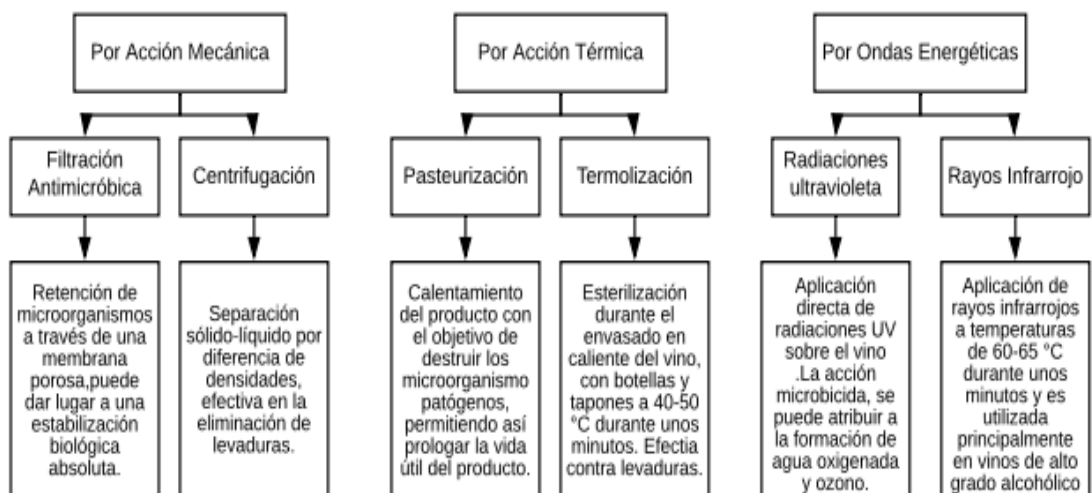 Por Acción Mecánica
Por Acción Térmica
Por Ondas Energéticas
Filtración
Antimicróbica
Centrifugación
Pasteurización
Termolización
Radiaciones
ultravioleta
Rayos Infrarrojo
Retención de
microorganismos
a través de una
membrana
porosa,puede
dar lugar a una
estabilización
biológica
absoluta.
Separación
sólido-líquido por
diferencia de
densidades,
efectiva en la
eliminación de
levaduras.
Calentamiento
del producto con
el objetivo de
destruir los
microorganismo
patógenos,
permitiendo así
prologar la vida
útil del producto.
Esterilización
durante el
envasado en
caliente del vino,
con botellas y
tapones a 40-50
°C durante unos
minutos. Efectia
contra levaduras.
Aplicación
directa de
radiaciones UV
sobre el vino
.La acción
microbicida, se
puede atribuir a
la formación de
agua oxigenada
y ozono.
Aplicación de
rayos infrarrojos
a temperaturas
de 60-65 °C
durante unos
minutos y es
utilizada
principalmente
en vinos de alto
grado alcohólico